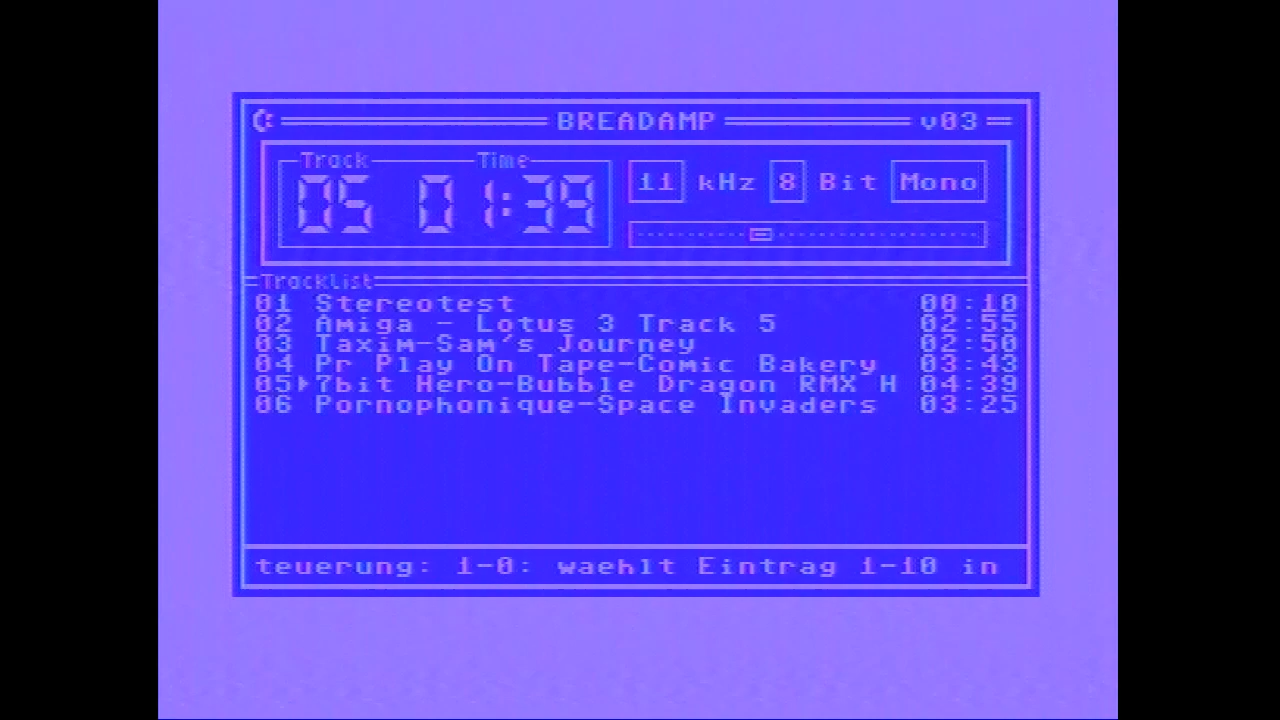 BREADAMP v03
Track Time
05 01:39 11 kHz 8 Bit Mono
Tracklist
01 Stereotest 00:10
02 Amiga - Lotus 3 Track 5 02:55
03 Taxim-Sam's Journey 02:50
04 Pr Play On Tape-Comic Bakery 03:43
05▸7bit Hero-Bubble Dragon RMX H 04:39
06 Pornophonique-Space Invaders 03:25
teuerung: 1-0: waehlt Eintrag 1-10 in